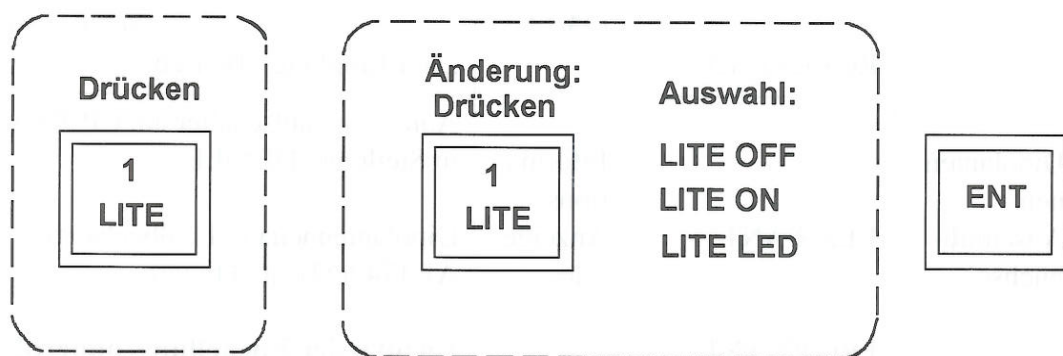 Drücken
1
LITE
Änderung:
Drücken
1
LITE
Auswahl:
LITE OFF
LITE ON
LITE LED
ENT